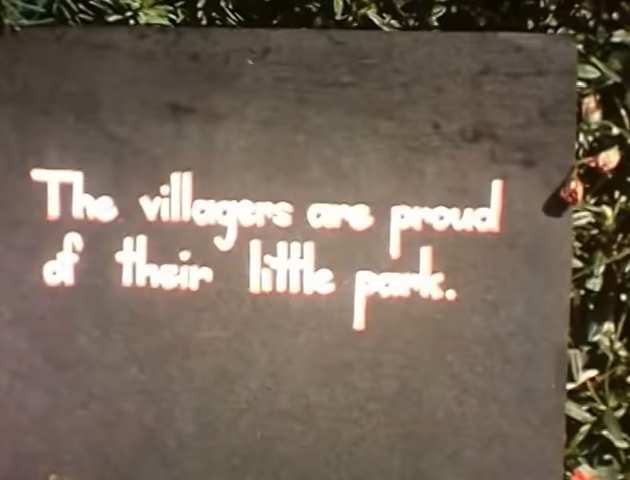 The villagers are proud
of their little park.